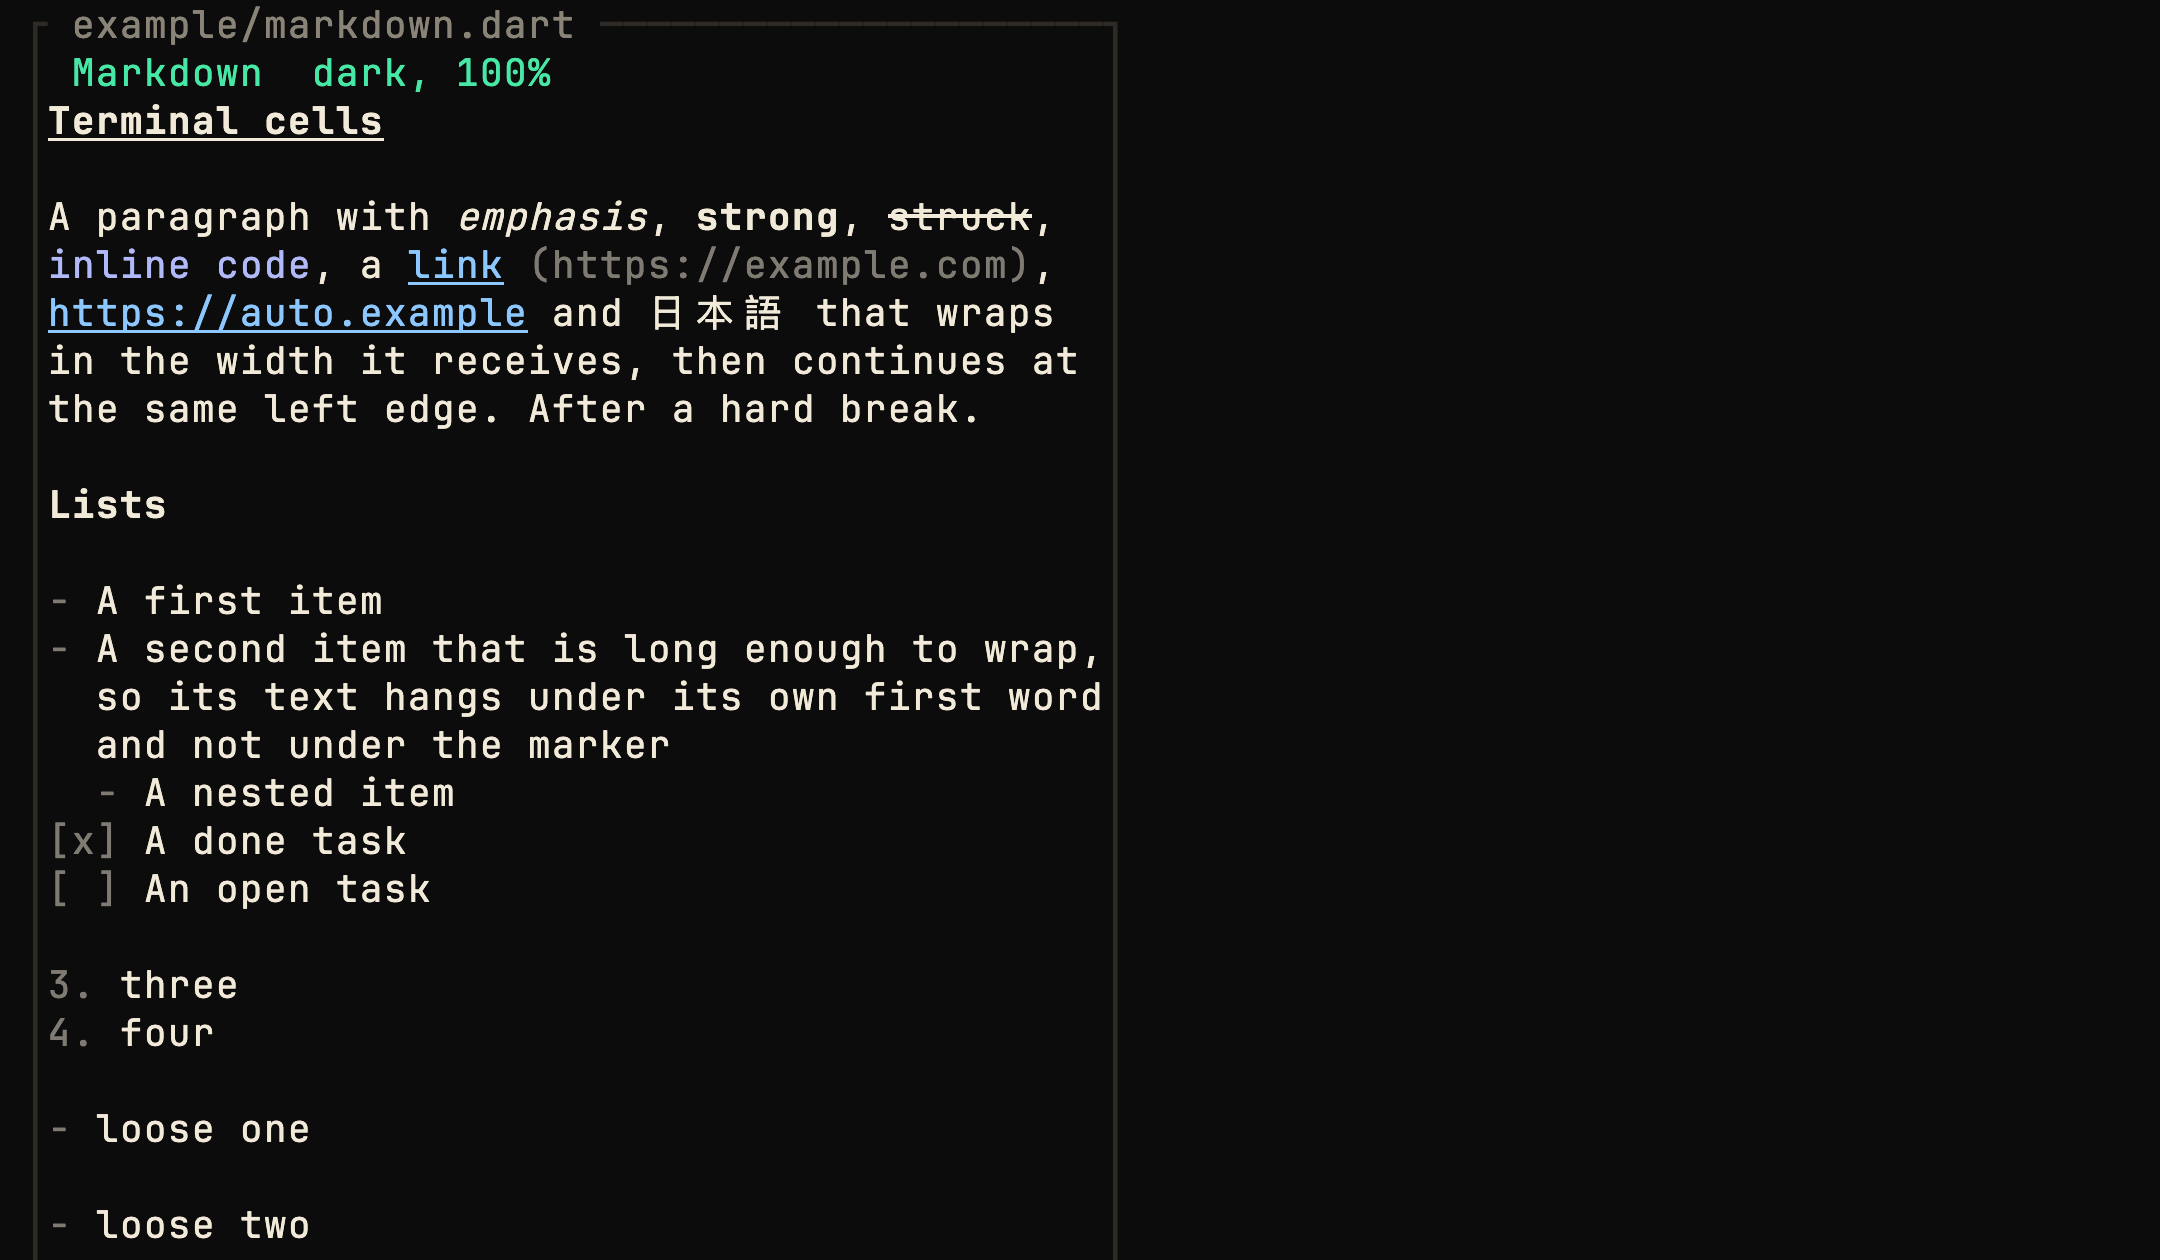 example/markdown.dart
Markdown  dark, 100%
Terminal cells
A paragraph with emphasis, strong, struck,
inline code, a link (https://example.com),
https://auto.example and 日本語 that wraps
in the width it receives, then continues at
the same left edge. After a hard break.
Lists
- A first item
- A second item that is long enough to wrap,
so its text hangs under its own first word
and not under the marker
- A nested item
[x] A done task
[ ] An open task
3. three
4. four
- loose one
- loose two